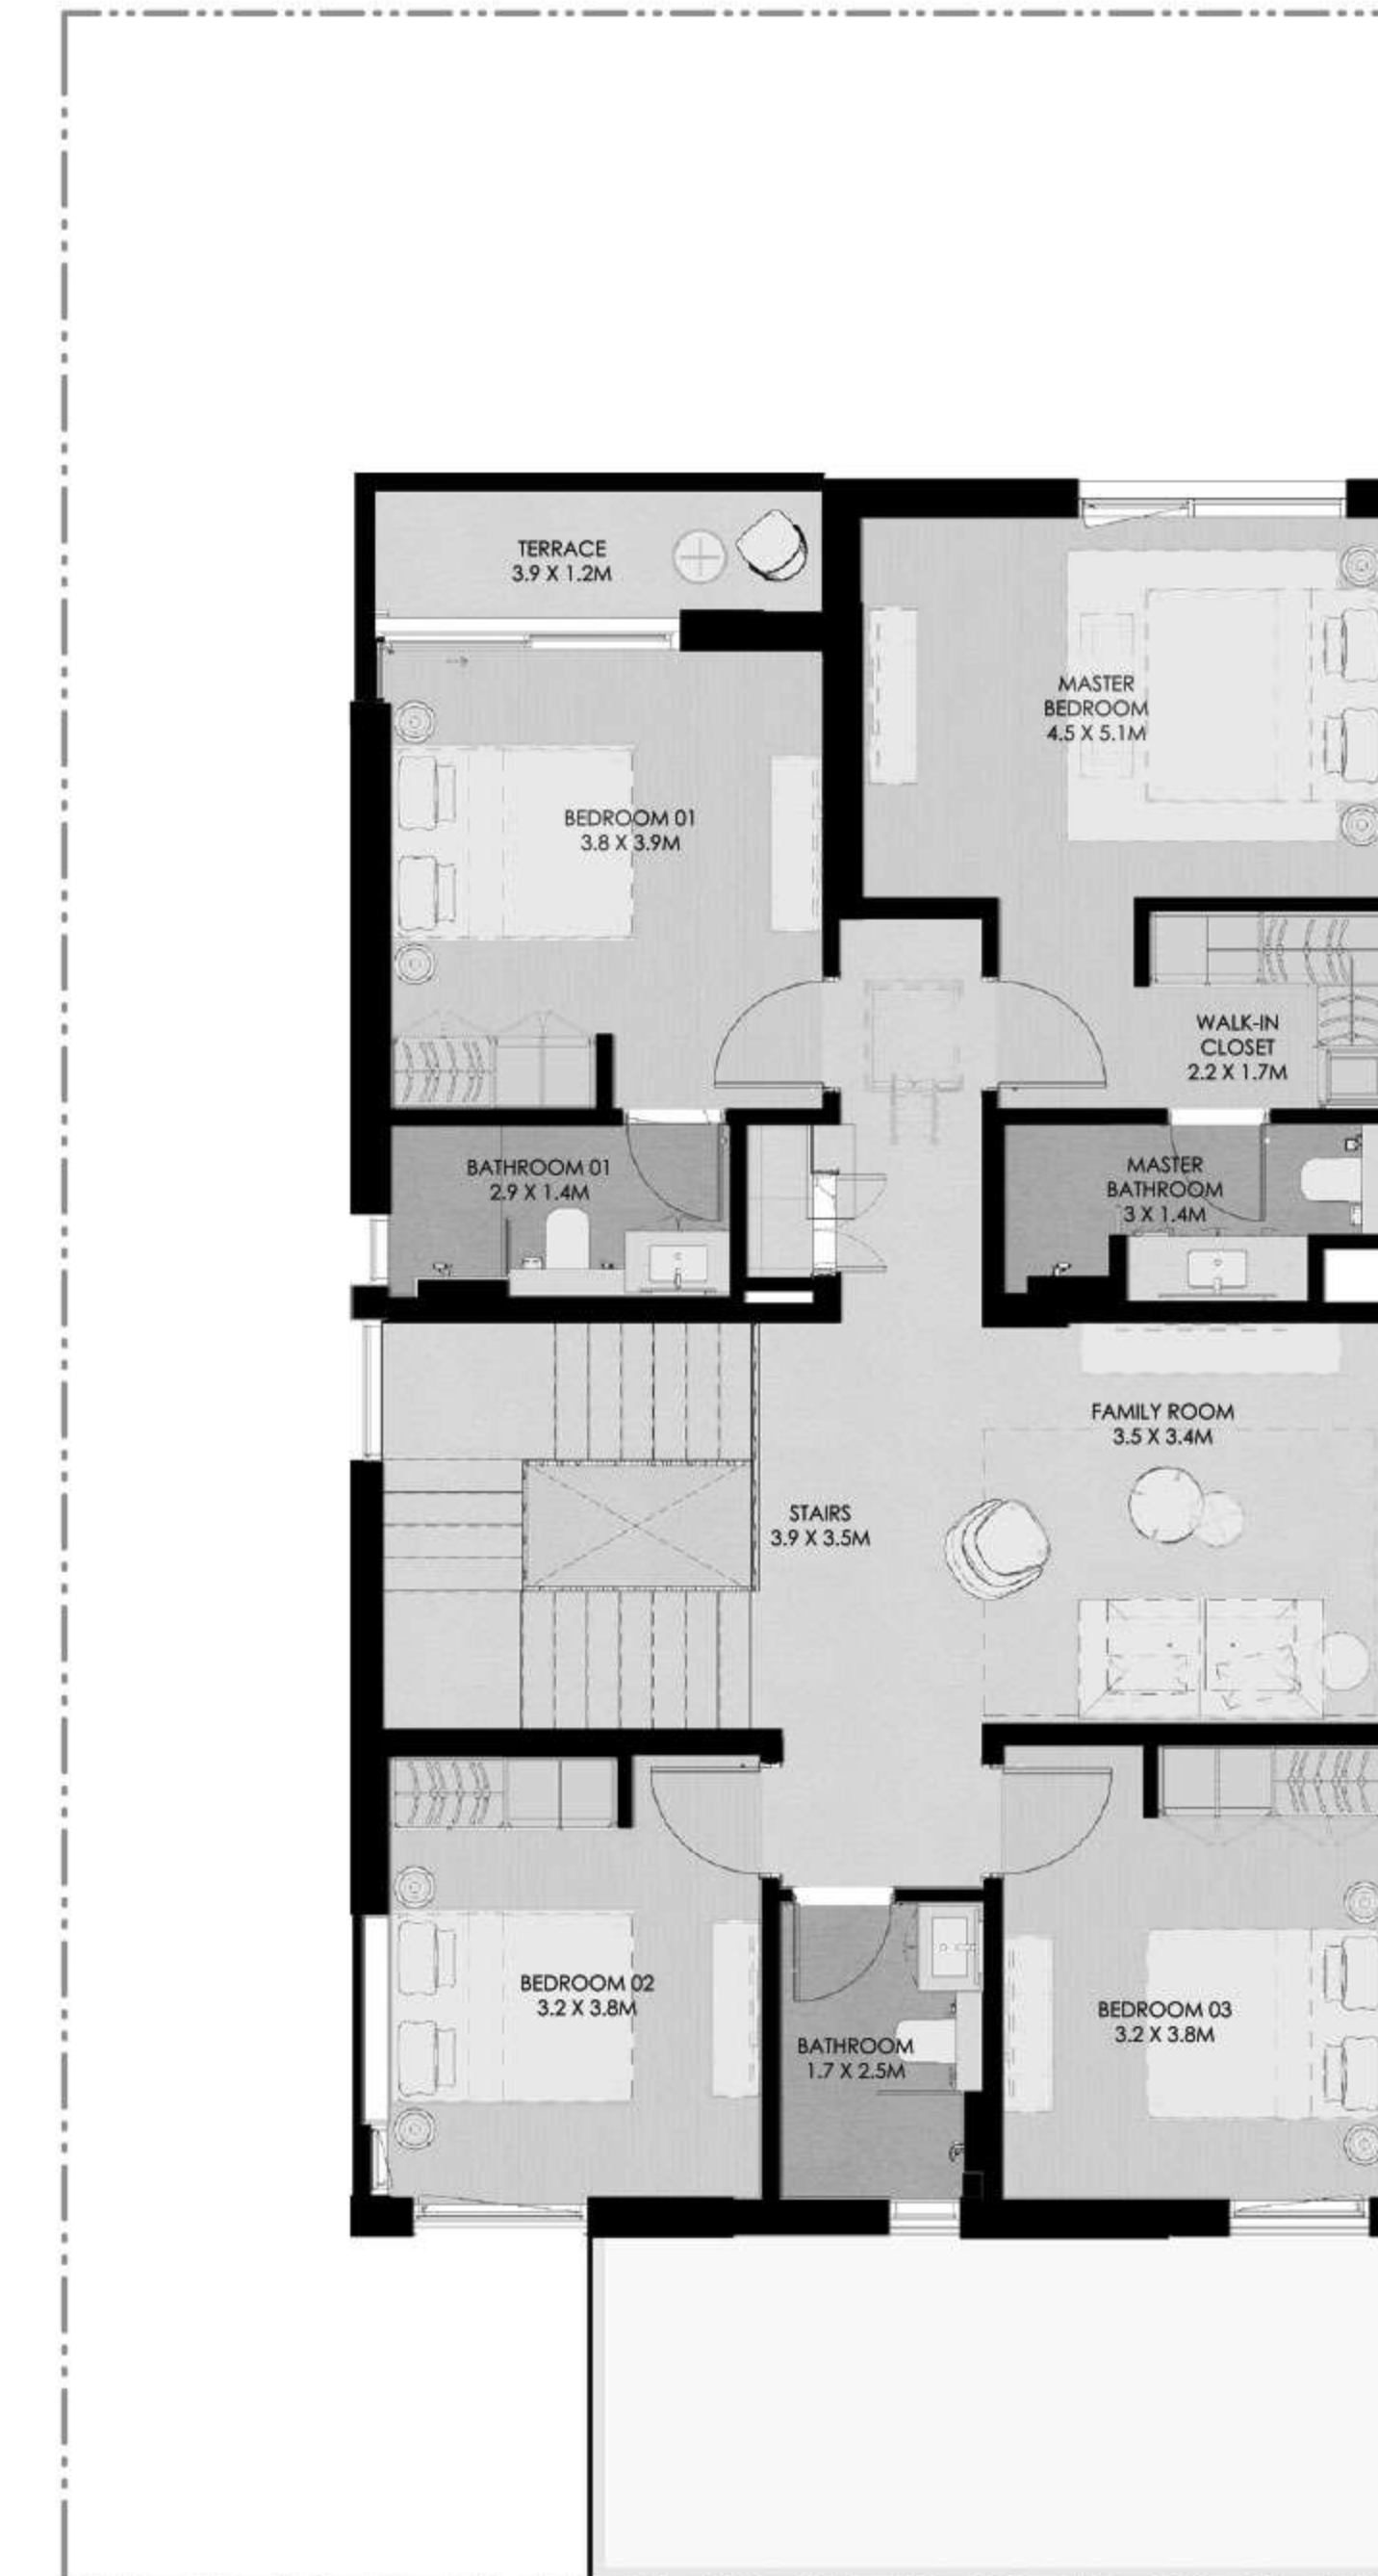 TERRACE
3.9 X 1.2M
MASTER
BEDROOM
4.5 X 5.1M
BEDROOM 01
3.8 X 3.9M
WALK-IN
CLOSET
2.2 X 1.7M
BATHROOM 01
2.9 X 1.4M
MASTER
BATHROOM
3 X 1.4M
FAMILY ROOM
3.5 X 3.4M
STAIRS
3.9 X 3.5M
BEDROOM 02
3.2 X 3.8M
BEDROOM 03
3.2 X 3.8M
BATHROOM
1.7 X 2.5M